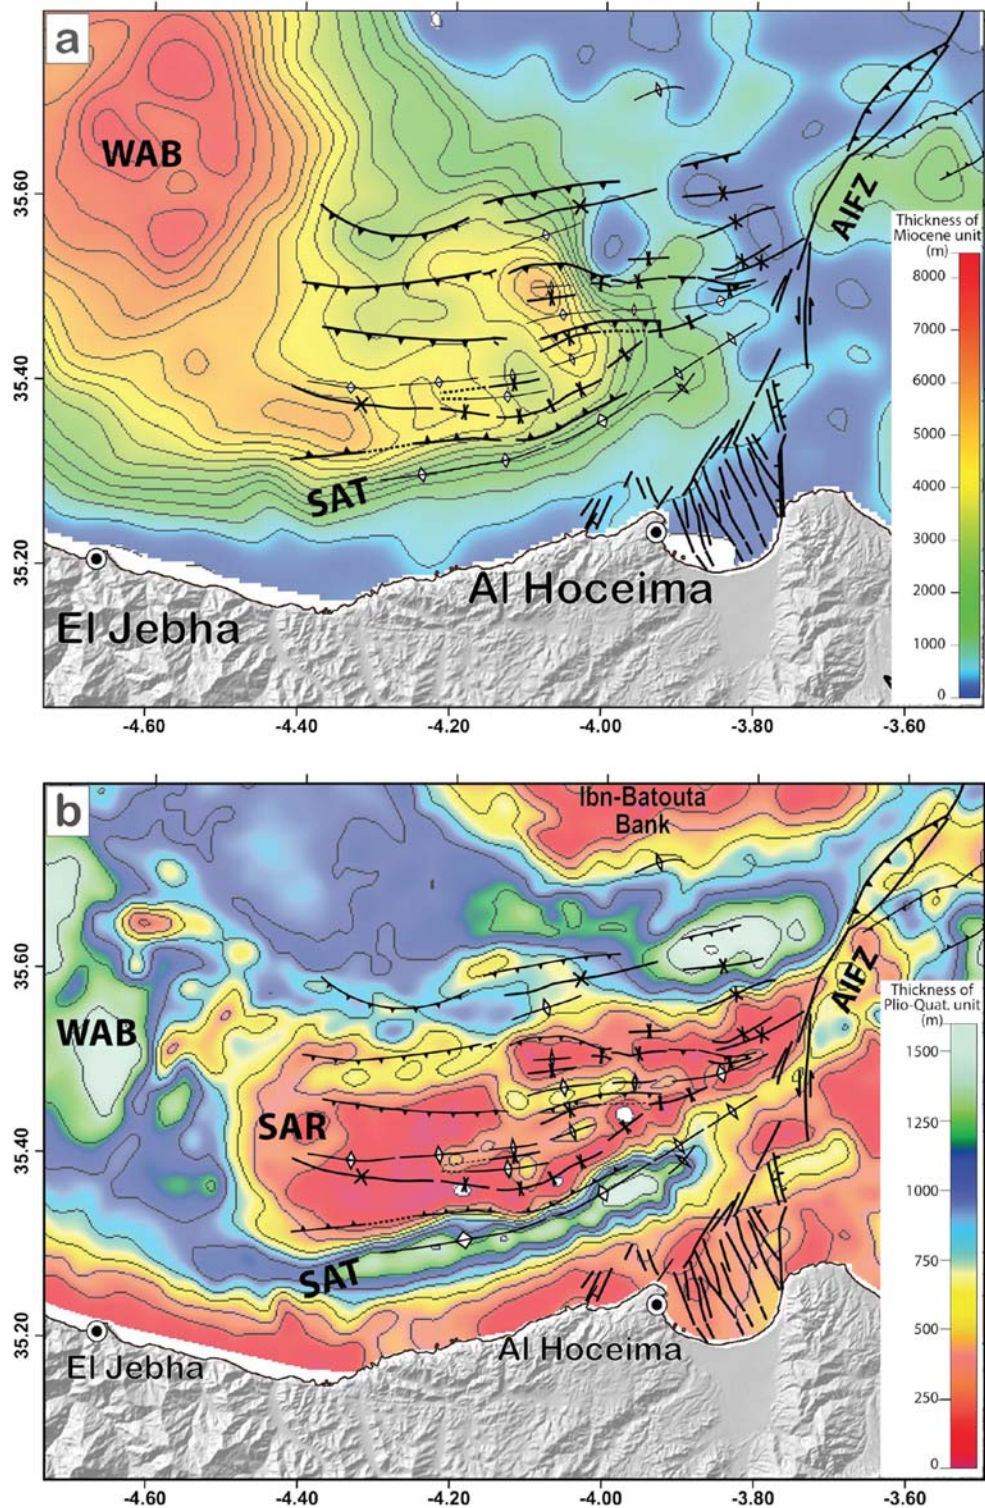 a
WAB
AIFZ
35.60
35.40
35.20
Thickness of
Miocene unit
(m)
8000
7000
6000
5000
4000
3000
2000
1000
0
SAT
Al Hoceima
El Jebha
-4.60
-4.40
-4.20
-4.00
-3.80
-3.60
b
Ibn-Batouta
Bank
35.60
35.40
35.20
WAB
AIFZ
Thickness of
Plio-Quat. unit
(m)
1500
1250
1000
750
500
250
0
SAR
SAT
Al Hoceima
El Jebha
-4.60
-4.40
-4.20
-4.00
-3.80
-3.60